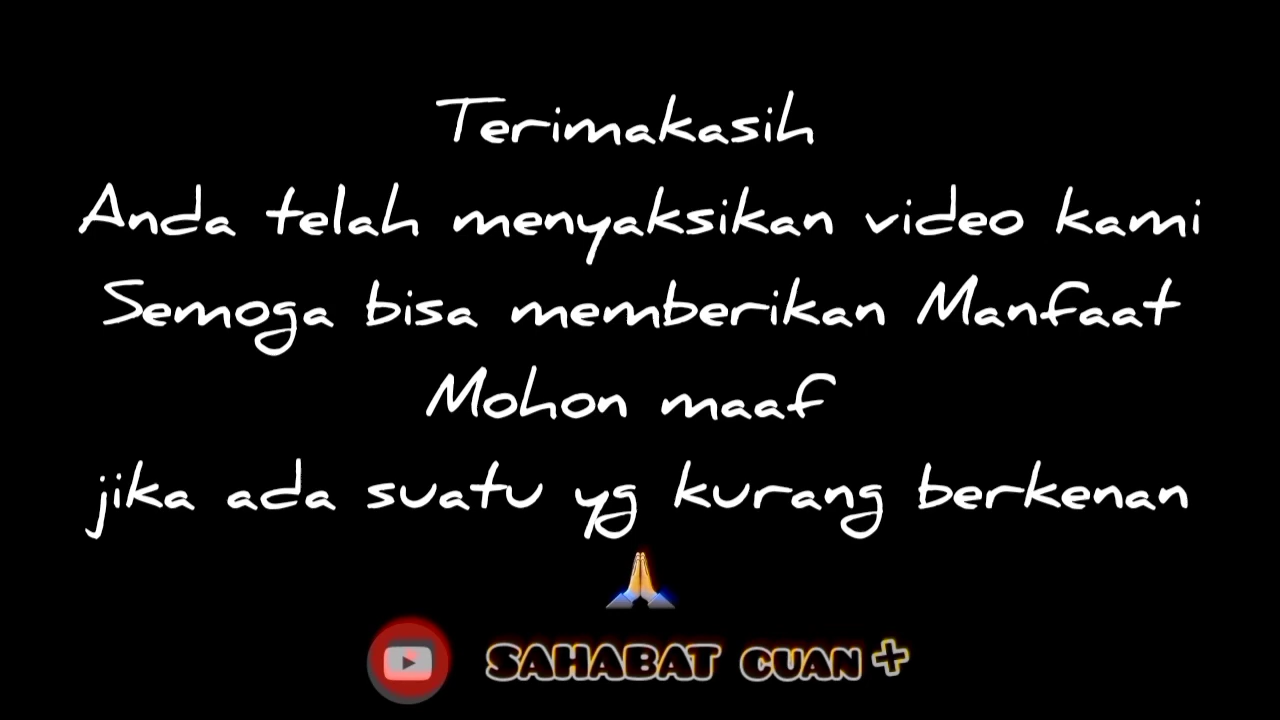 Terimakasih
Anda telah menyaksikan video kami
Semoga bisa memberikan Manfaat
Mohon maaf
jika ada suatu yg kurang berkenan
🙏
SAHABAT CUAN +